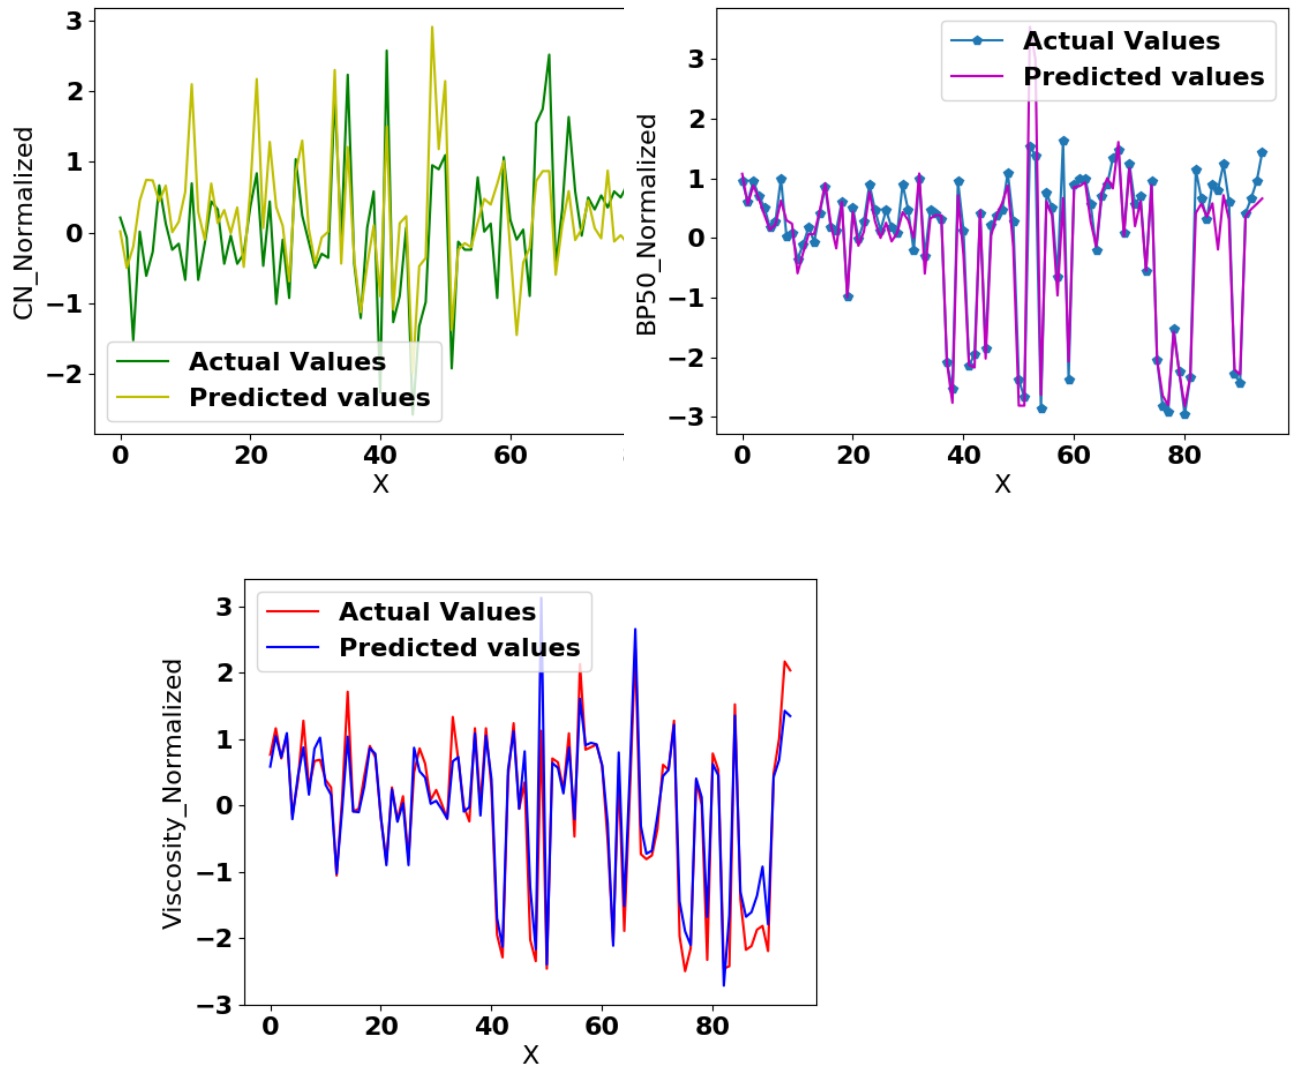 3
2
1
0
−1
−2
CN_Normalized
Actual Values
Predicted values
0 20 40 60
X
3
2
1
0
−1
−2
−3
BP50_Normalized
Actual Values
Predicted values
0 20 40 60 80
X
3
2
1
0
−1
−2
−3
Viscosity_Normalized
Actual Values
Predicted values
0 20 40 60 80
X